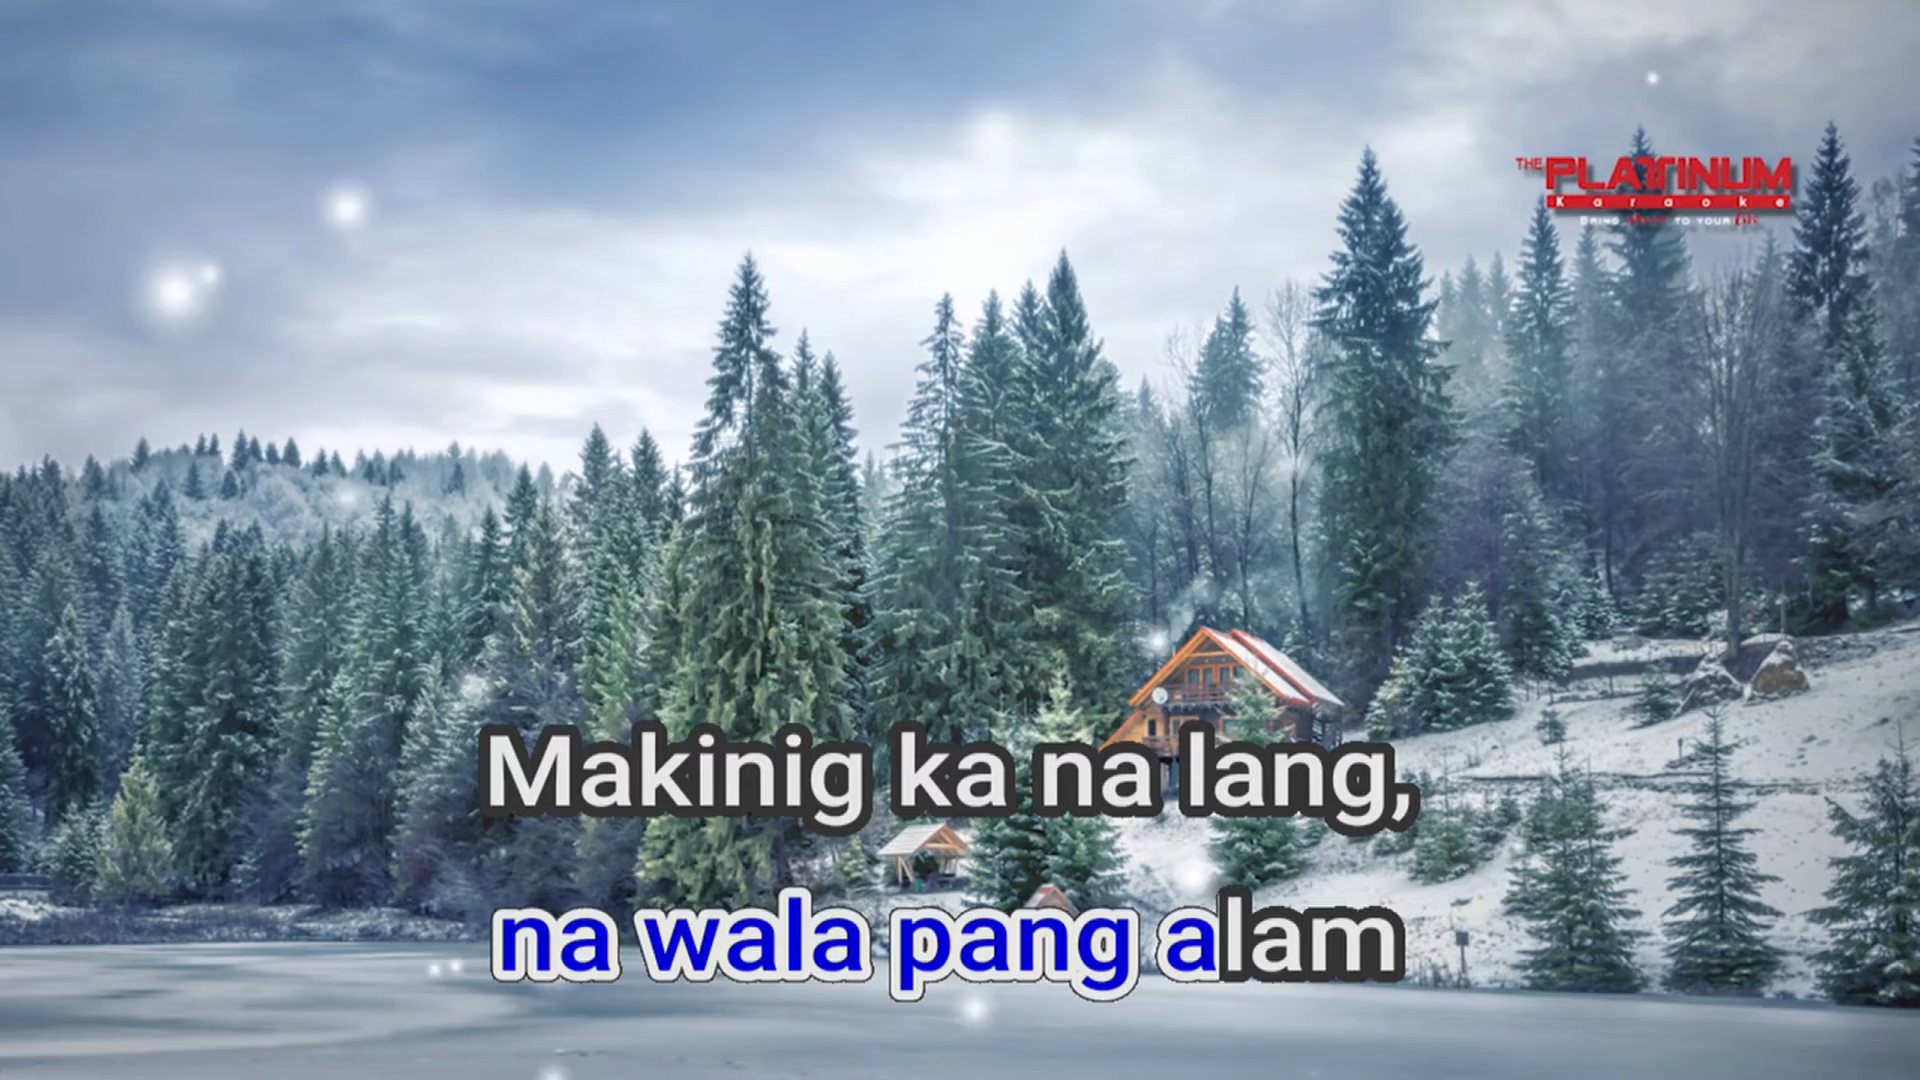 THE PLATINUM
Karaoke
BRING Music TO YOUR Life
Makinig ka na lang,
na wala pang alam